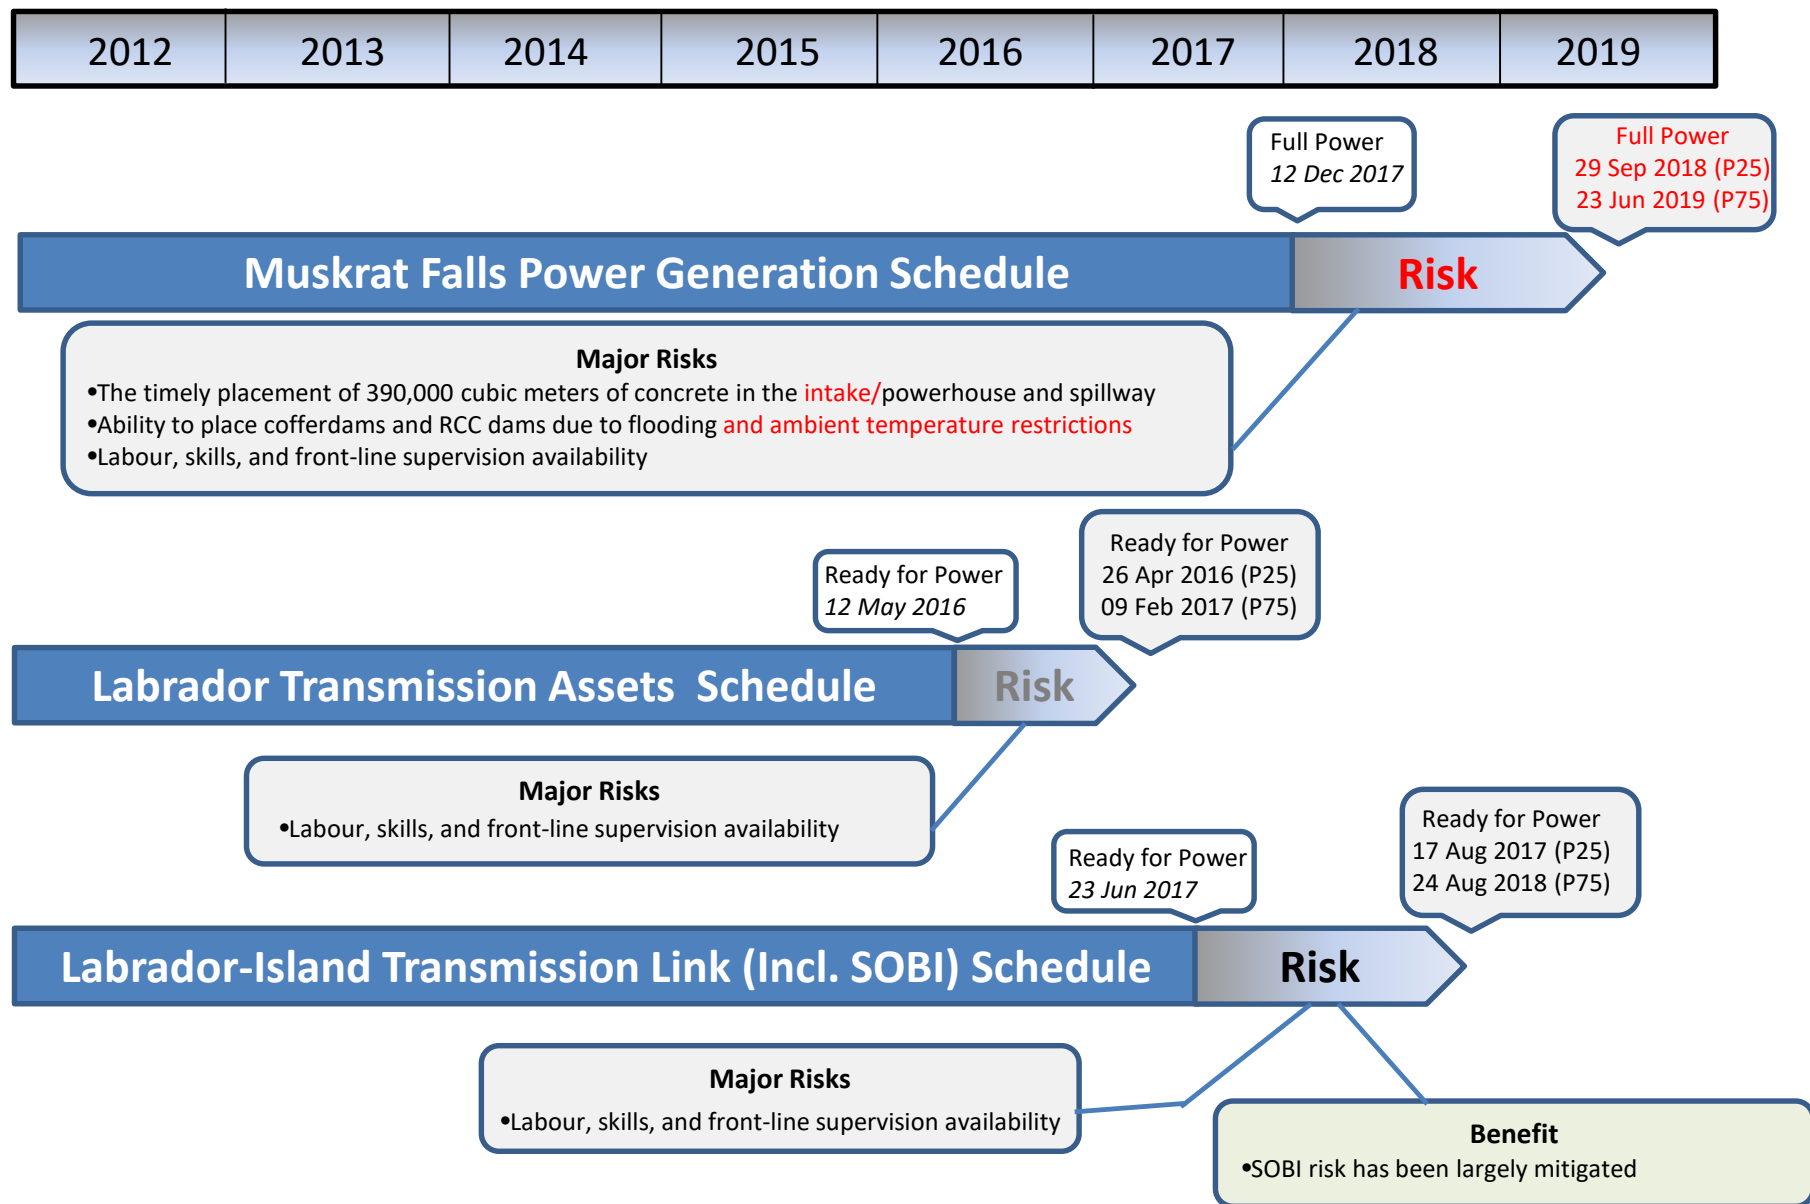 2012 2013 2014 2015 2016 2017 2018 2019
Full Power
12 Dec 2017
Full Power
29 Sep 2018 (P25)
23 Jun 2019 (P75)
Muskrat Falls Power Generation Schedule
Risk
Major Risks
•The timely placement of 390,000 cubic meters of concrete in the intake/powerhouse and spillway
•Ability to place cofferdams and RCC dams due to flooding and ambient temperature restrictions
•Labour, skills, and front-line supervision availability
Ready for Power
12 May 2016
Ready for Power
26 Apr 2016 (P25)
09 Feb 2017 (P75)
Labrador Transmission Assets Schedule
Risk
Major Risks
•Labour, skills, and front-line supervision availability
Ready for Power
23 Jun 2017
Ready for Power
17 Aug 2017 (P25)
24 Aug 2018 (P75)
Labrador-Island Transmission Link (Incl. SOBI) Schedule
Risk
Major Risks
•Labour, skills, and front-line supervision availability
Benefit
•SOBI risk has been largely mitigated